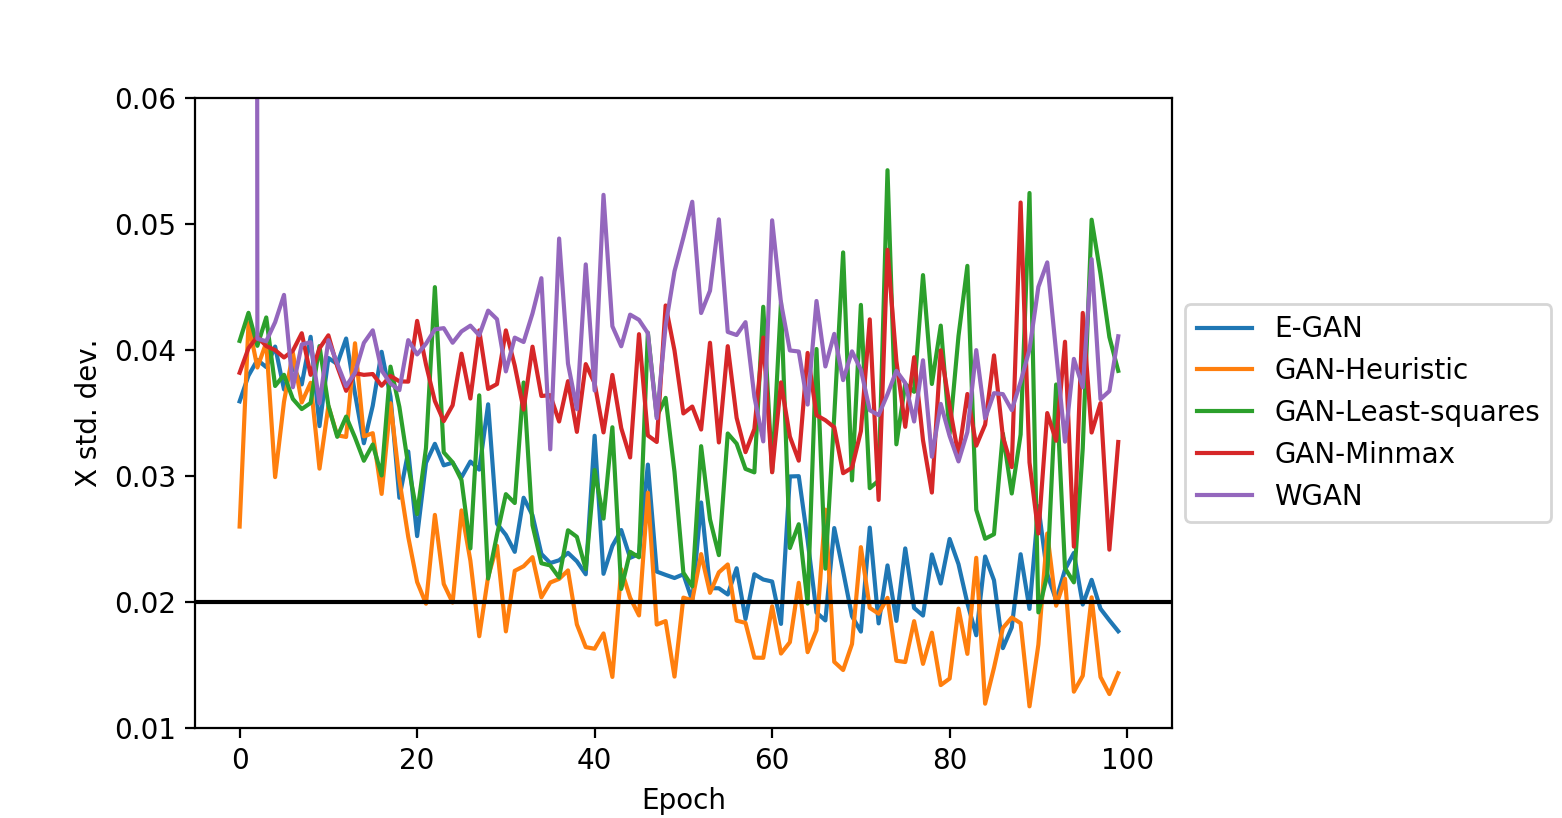 0.06
0.05
0.04
0.03
0.02
0.01
X std. dev.
0 20 40 60 80 100
Epoch
E-GAN
GAN-Heuristic
GAN-Least-squares
GAN-Minmax
WGAN